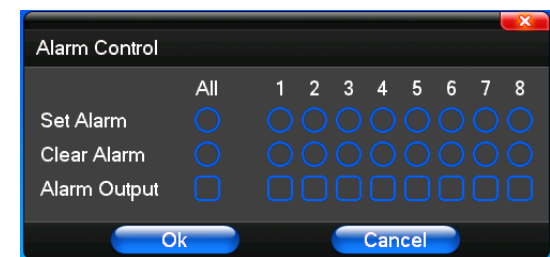 Alarm Control
All 1 2 3 4 5 6 7 8
Set Alarm
Clear Alarm
Alarm Output
Ok Cancel